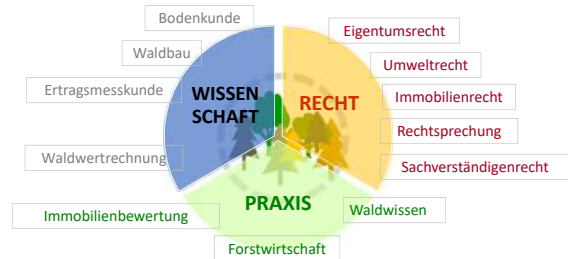 Bodenkunde
Waldbau
Ertragsmesskunde
Waldwertrechnung
WISSEN
SCHAFT
Eigentumsrecht
Umweltrecht
Immobilienrecht
Rechtsprechung
Sachverständigenrecht
RECHT
PRAXIS
Immobilienbewertung
Waldwissen
Forstwirtschaft